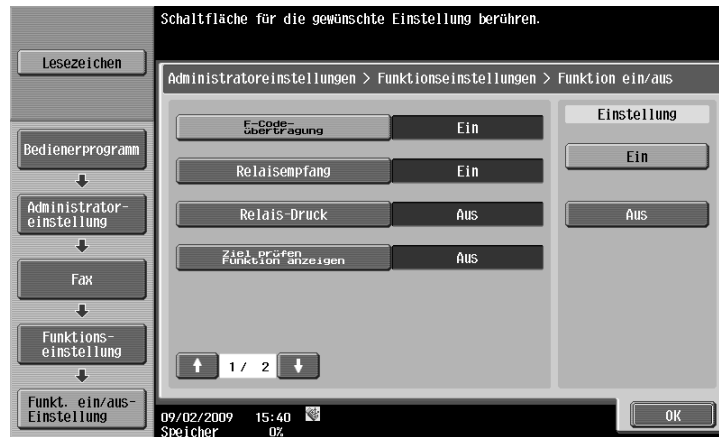 Schaltfläche für die gewünschte Einstellung berühren.
Lesezeichen
Administratoreinstellungen > Funktionseinstellungen > Funktion ein/aus
Bedienerprogramm
Administrator-
einstellung
Fax
Funktions-
einstellung
Funkt. ein/aus-
Einstellung
F-Code-
übertragung
Ein
Relaisempfang
Ein
Relais-Druck
Aus
Ziel prüfen
Funktion anzeigen
Aus
1/ 2
Einstellung
Ein
Aus
09/02/2009 15:40
Speicher 0%
OK